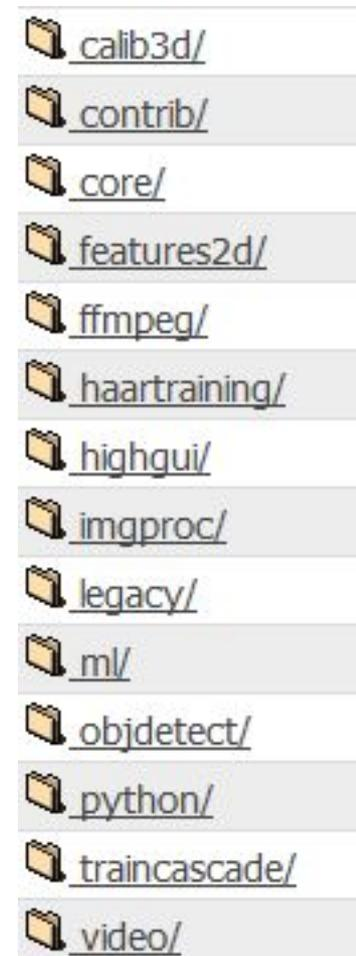 calib3d/
contrib/
core/
features2d/
ffmpeg/
haartraining/
highgui/
imgproc/
legacy/
ml/
objdetect/
python/
traincascade/
video/